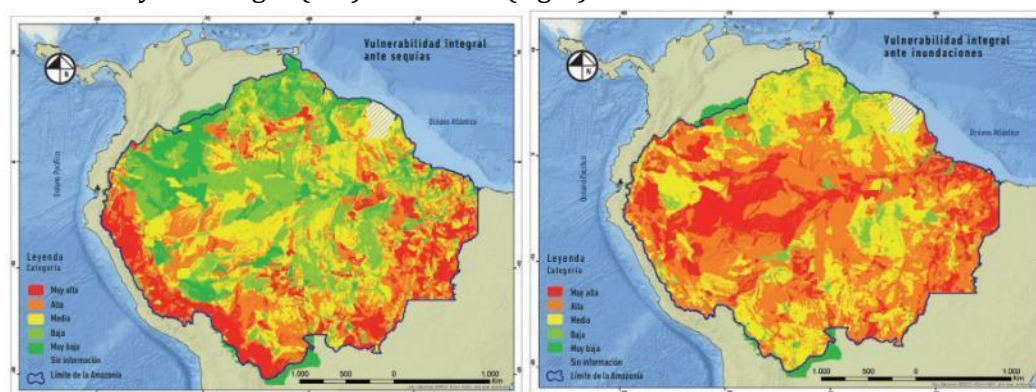 Vulnerabilidad integral
ante sequías
N
Océano Atlántico
Océano Pacífico
Leyenda
Categoría
Muy alta
Alta
Media
Baja
Muy baja
Sin información
Límite de la Amazonía
1.000 500 0 1.000
Km
Vulnerabilidad integral
ante inundaciones
N
Océano Atlántico
Océano Pacífico
Leyenda
Categoría
Muy alta
Alta
Media
Baja
Muy baja
Sin información
Límite de la Amazonía
1.000 500 0 1.000
Km